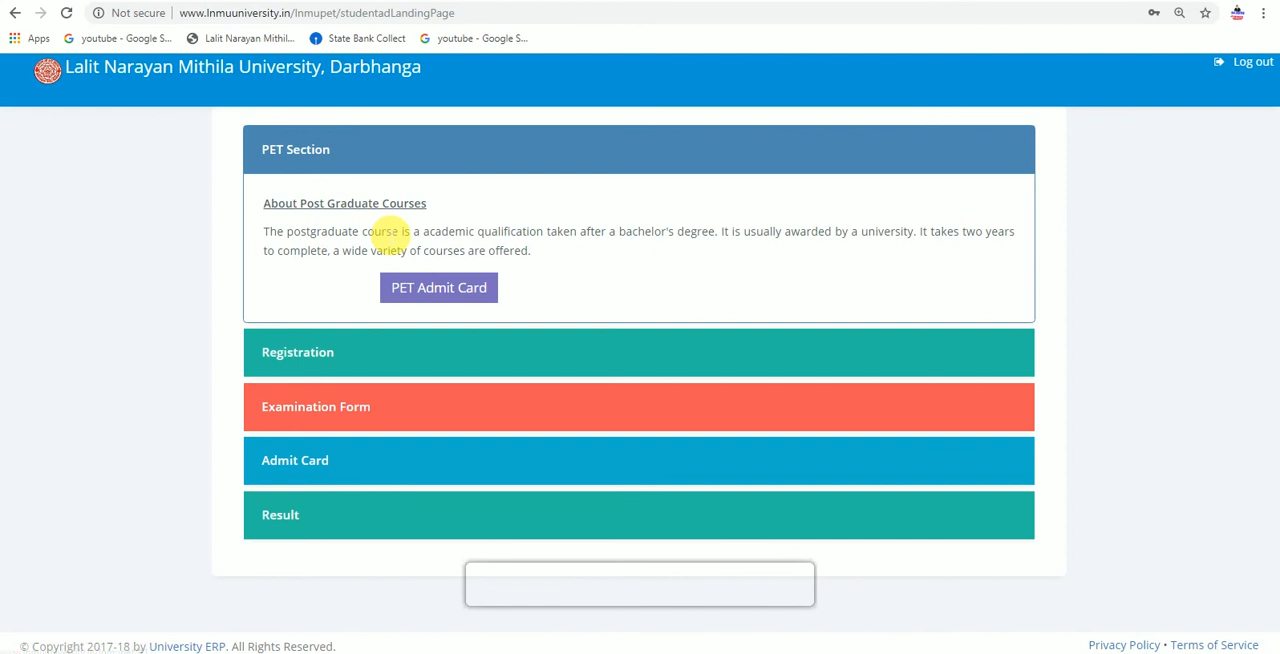 Not secure | www.lnmuuniversity.in/lnmupet/studentadLandingPage
Apps youtube - Google S... Lalit Narayan Mithil... State Bank Collect youtube - Google S...
Lalit Narayan Mithila University, Darbhanga
Log out
PET Section
About Post Graduate Courses
The postgraduate course is a academic qualification taken after a bachelor's degree. It is usually awarded by a university. It takes two years
to complete, a wide variety of courses are offered.
PET Admit Card
Registration
Examination Form
Admit Card
Result
© Copyright 2017-18 by University ERP. All Rights Reserved.
Privacy Policy • Terms of Service